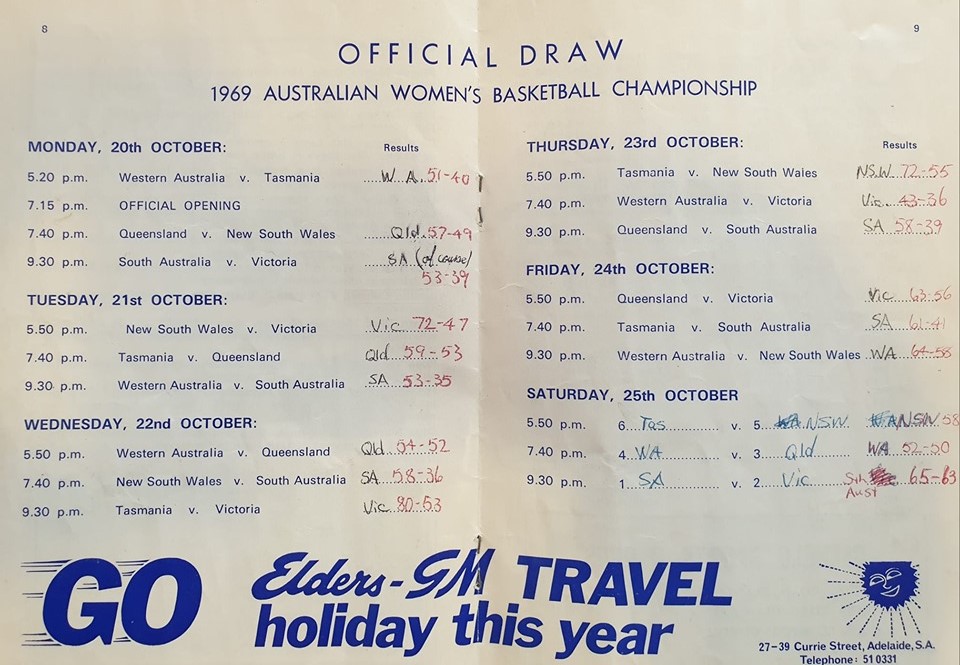 8
9
OFFICIAL DRAW
1969 AUSTRALIAN WOMEN'S BASKETBALL CHAMPIONSHIP
MONDAY, 20th OCTOBER: Results
5.20 p.m. Western Australia v. Tasmania W A. 51-40
7.15 p.m. OFFICIAL OPENING
7.40 p.m. Queensland v. New South Wales Qld. 57-49
9.30 p.m. South Australia v. Victoria SA (of course)
53-39
TUESDAY, 21st OCTOBER:
5.50 p.m. New South Wales v. Victoria Vic 72-47
7.40 p.m. Tasmania v. Queensland Qld 59-53
9.30 p.m. Western Australia v. South Australia SA 53-35
WEDNESDAY, 22nd OCTOBER:
5.50 p.m. Western Australia v. Queensland Qld 54-52
7.40 p.m. New South Wales v. South Australia SA 58-36
9.30 p.m. Tasmania v. Victoria Vic 80-53
THURSDAY, 23rd OCTOBER: Results
5.50 p.m. Tasmania v. New South Wales NSW 72-55
7.40 p.m. Western Australia v. Victoria Vic 43-36
9.30 p.m. Queensland v. South Australia SA 58-39
FRIDAY, 24th OCTOBER:
5.50 p.m. Queensland v. Victoria Vic 63-56
7.40 p.m. Tasmania v. South Australia SA 61-41
9.30 p.m. Western Australia v. New South Wales WA 64-58
SATURDAY, 25th OCTOBER
5.50 p.m. 6. Tas v. 5. NSW. NSW 58
7.40 p.m. 4. WA v. 3. Qld WA 52-50
9.30 p.m. 1. SA v. 2. Vic Sth 65-63
Aust
GO Elders-GM TRAVEL
holiday this year
27-39 Currie Street, Adelaide, S.A.
Telephone: 51 0331